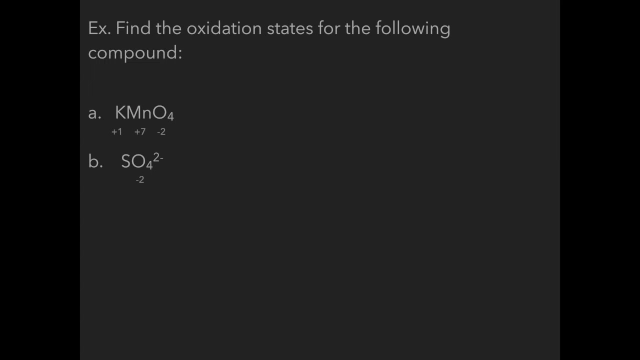 Ex. Find the oxidation states for the following
compound:
a. KMnO₄
+1 +7 -2
b. SO₄²⁻
-2